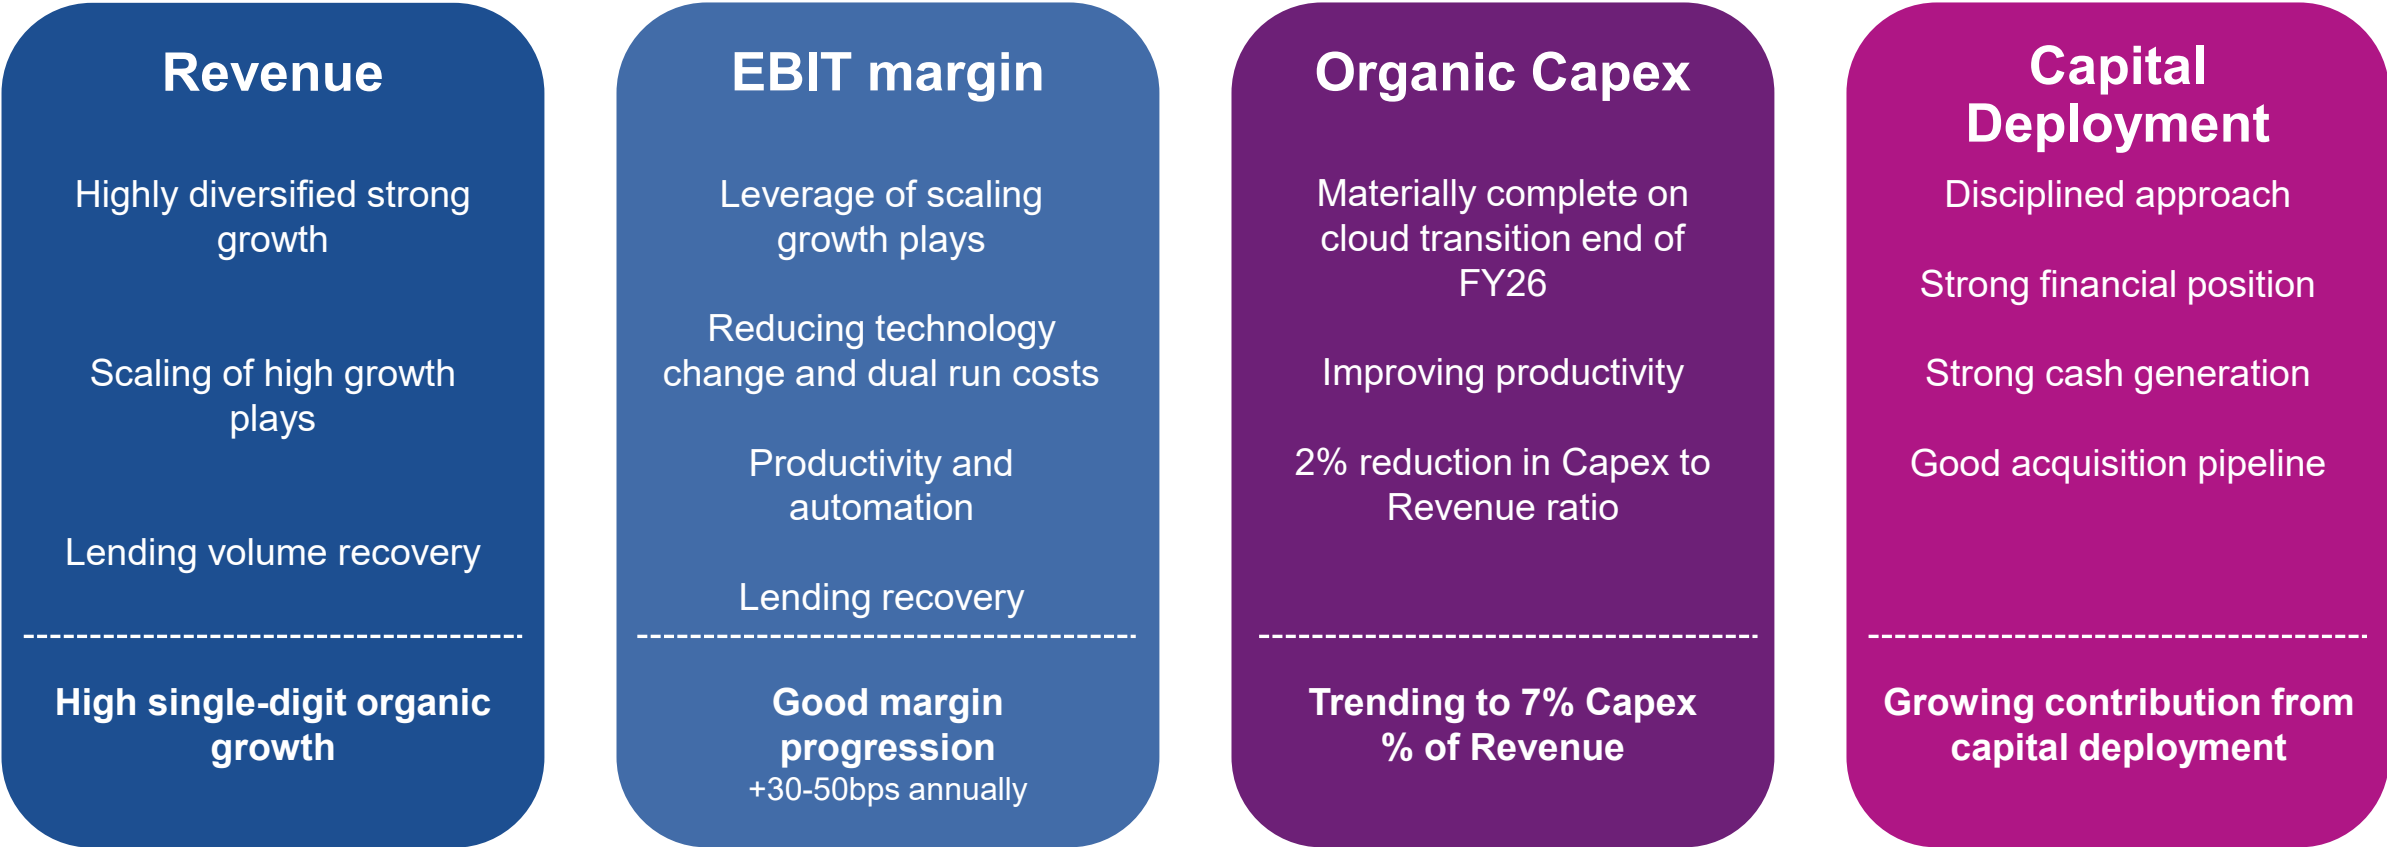 Revenue
Highly diversified strong
growth
Scaling of high growth
plays
Lending volume recovery
High single-digit organic
growth
EBIT margin
Leverage of scaling
growth plays
Reducing technology
change and dual run costs
Productivity and
automation
Lending recovery
Good margin
progression
+30-50bps annually
Organic Capex
Materially complete on
cloud transition end of
FY26
Improving productivity
2% reduction in Capex to
Revenue ratio
Trending to 7% Capex
% of Revenue
Capital
Deployment
Disciplined approach
Strong financial position
Strong cash generation
Good acquisition pipeline
Growing contribution from
capital deployment